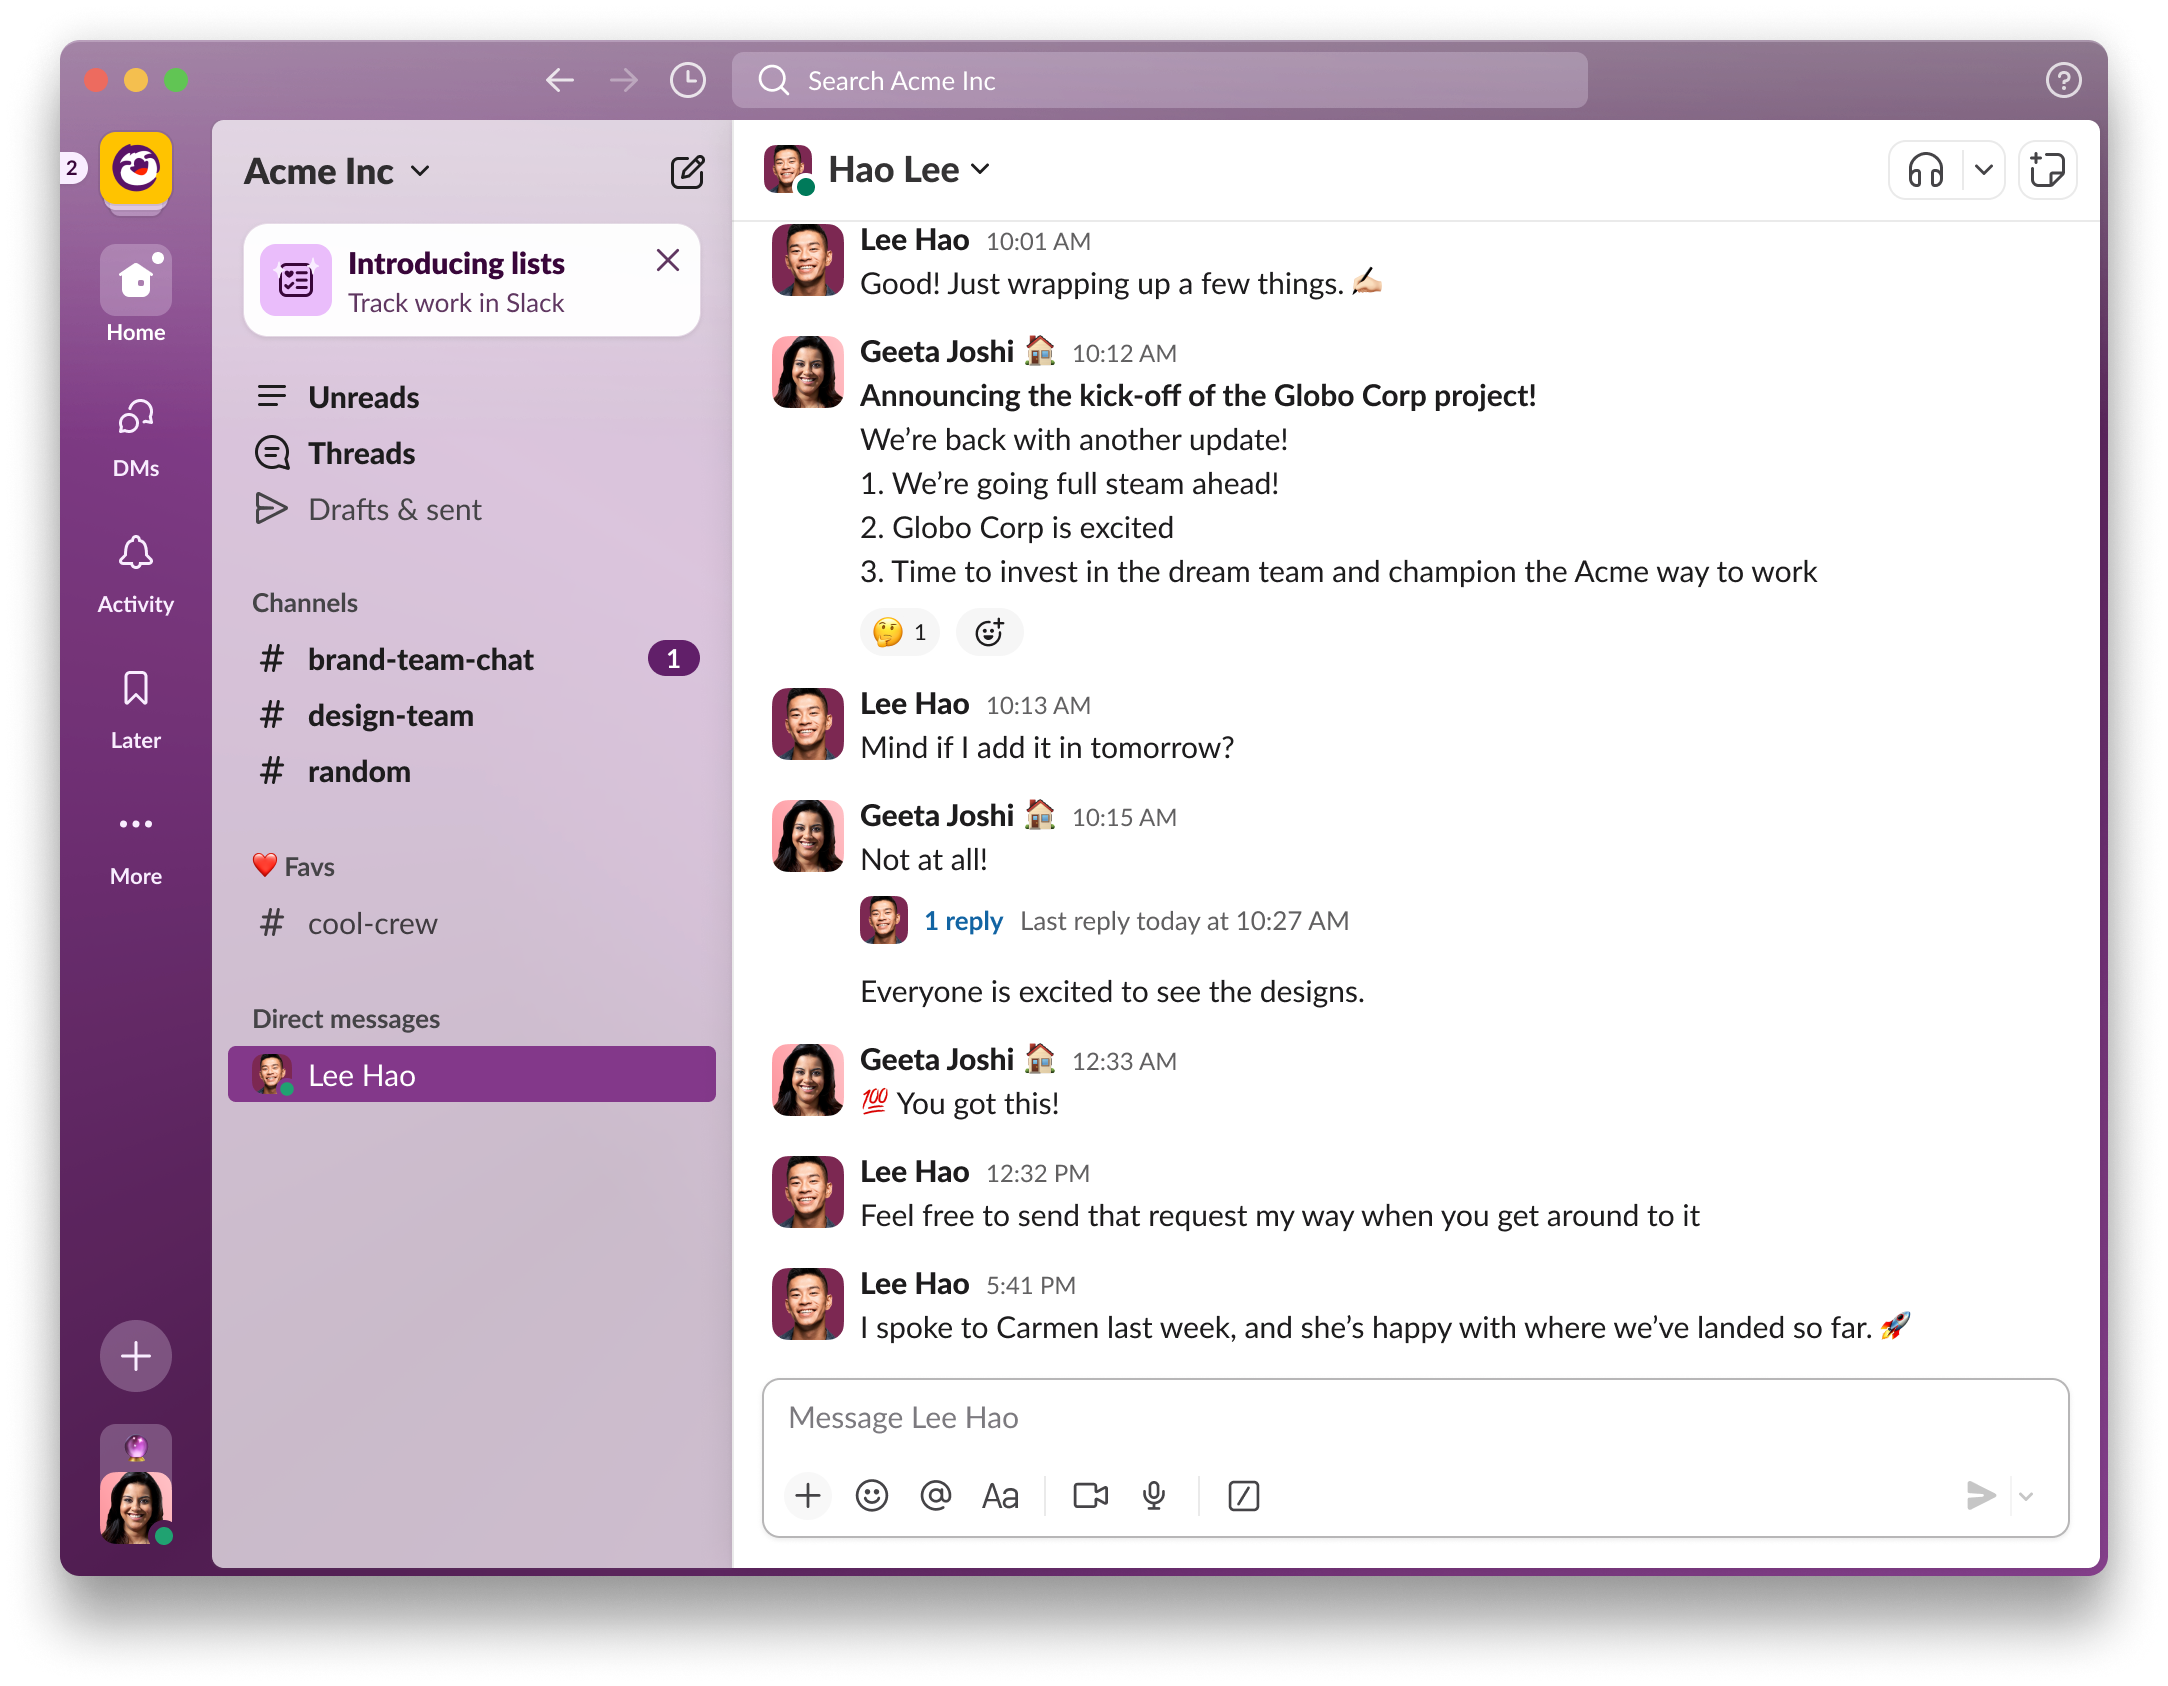 Search Acme Inc
2
Home
DMs
Activity
Later
More
Acme Inc
Introducing lists
Track work in Slack
Unreads
Threads
Drafts & sent
Channels
# brand-team-chat 1
# design-team
# random
❤️ Favs
# cool-crew
Direct messages
Lee Hao
Hao Lee
Lee Hao 10:01 AM
Good! Just wrapping up a few things. ✍🏻
Geeta Joshi 🏡 10:12 AM
Announcing the kick-off of the Globo Corp project!
We’re back with another update!
1. We’re going full steam ahead!
2. Globo Corp is excited
3. Time to invest in the dream team and champion the Acme way to work
🤔 1
Lee Hao 10:13 AM
Mind if I add it in tomorrow?
Geeta Joshi 🏡 10:15 AM
Not at all!
1 reply Last reply today at 10:27 AM
Everyone is excited to see the designs.
Geeta Joshi 🏡 12:33 AM
💯 You got this!
Lee Hao 12:32 PM
Feel free to send that request my way when you get around to it
Lee Hao 5:41 PM
I spoke to Carmen last week, and she’s happy with where we’ve landed so far. 🚀
Message Lee Hao
Aa